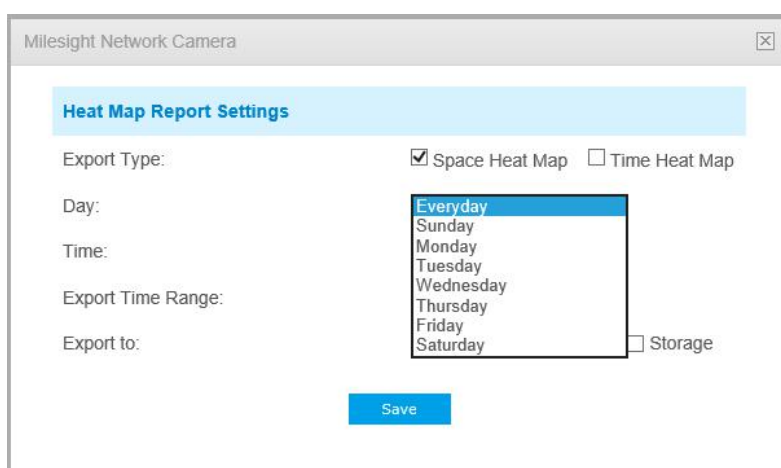 Milesight Network Camera
Heat Map Report Settings
Export Type: Space Heat Map Time Heat Map
Day: Everyday
Sunday
Time: Monday
Tuesday
Wednesday
Export Time Range: Thursday
Friday
Export to: Saturday Storage
Save